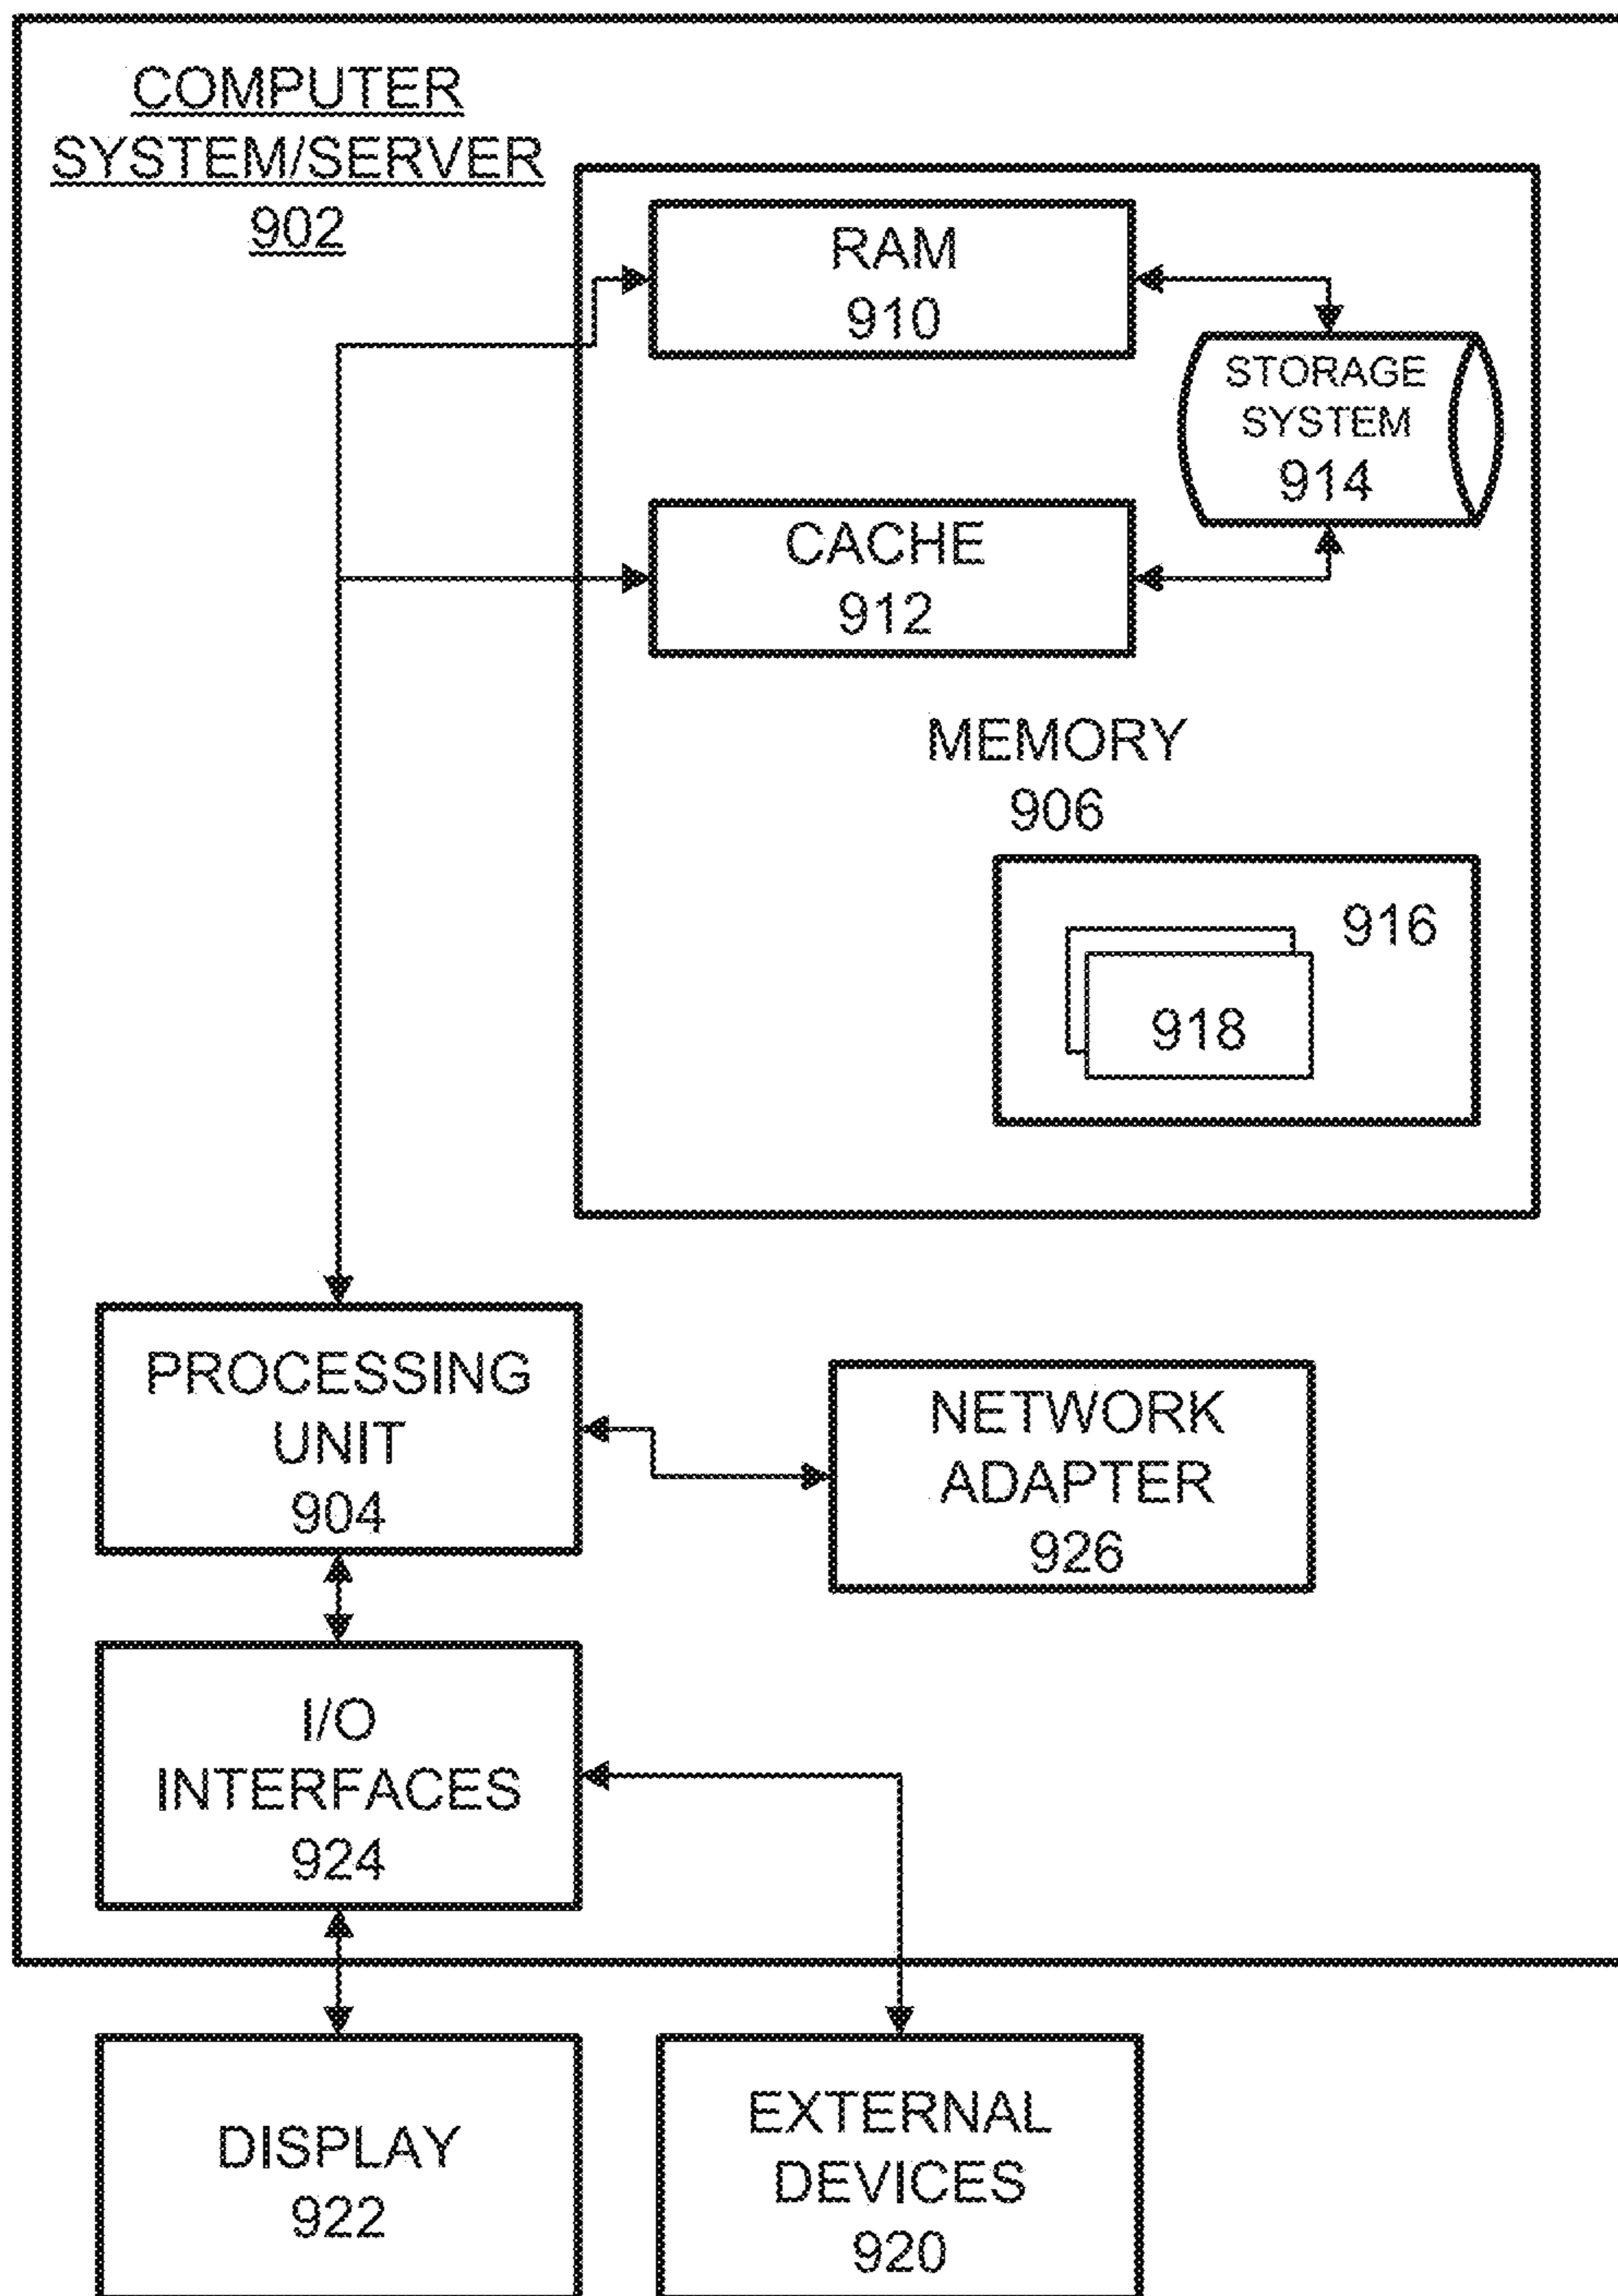 COMPUTER
SYSTEM/SERVER
902
RAM
910
STORAGE
SYSTEM
914
CACHE
912
MEMORY
906
916
918
PROCESSING
UNIT
904
NETWORK
ADAPTER
926
I/O
INTERFACES
924
DISPLAY
922
EXTERNAL
DEVICES
920